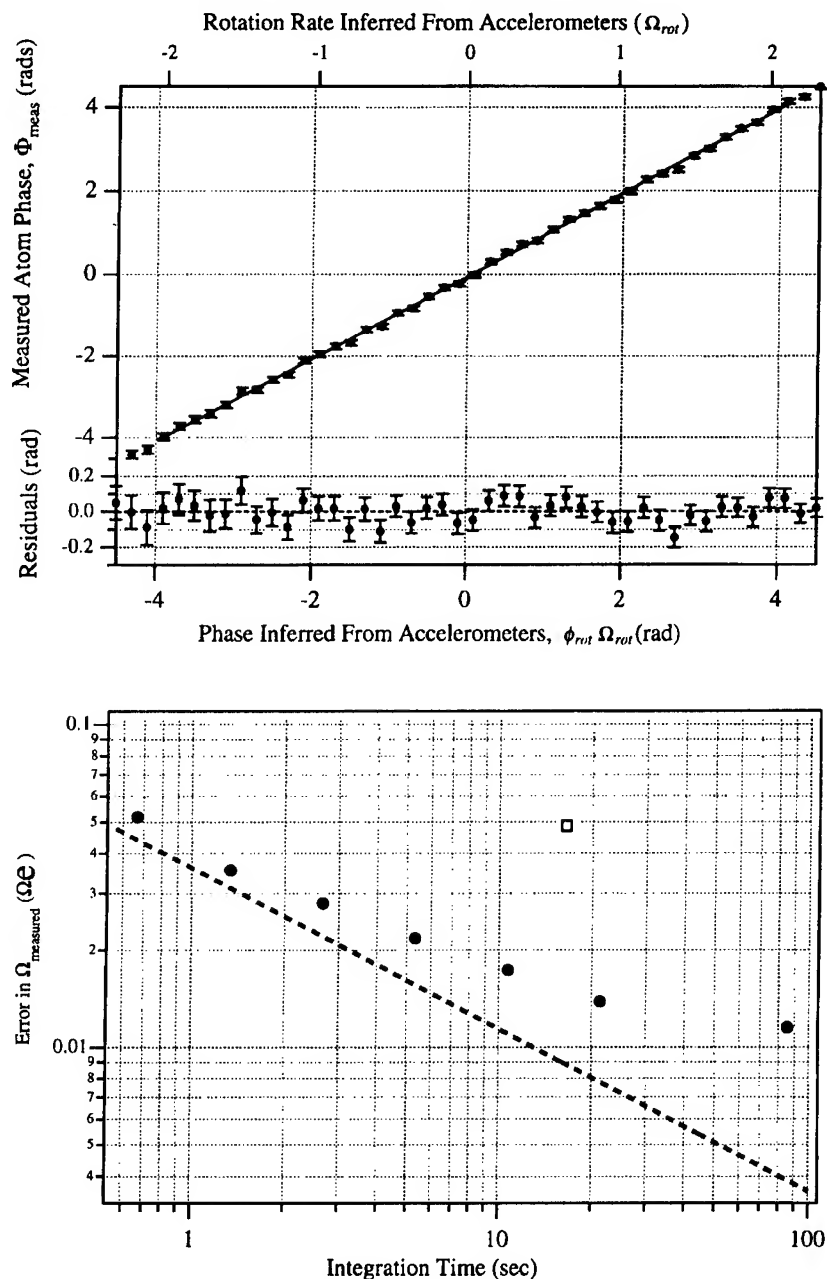 Rotation Rate Inferred From Accelerometers (Ω_rot)
-2 -1 0 1 2
Measured Atom Phase, Φ_meas (rads)
4
2
0
-2
-4
Residuals (rad)
0.2
0.0
-0.2
-4 -2 0 2 4
Phase Inferred From Accelerometers, ϕ_rot Ω_rot (rad)
Error in Ω_measured (Ωe)
0.1
9
8
7
6
5
4
3
2
0.01
9
8
7
6
5
4
1 10 100
Integration Time (sec)